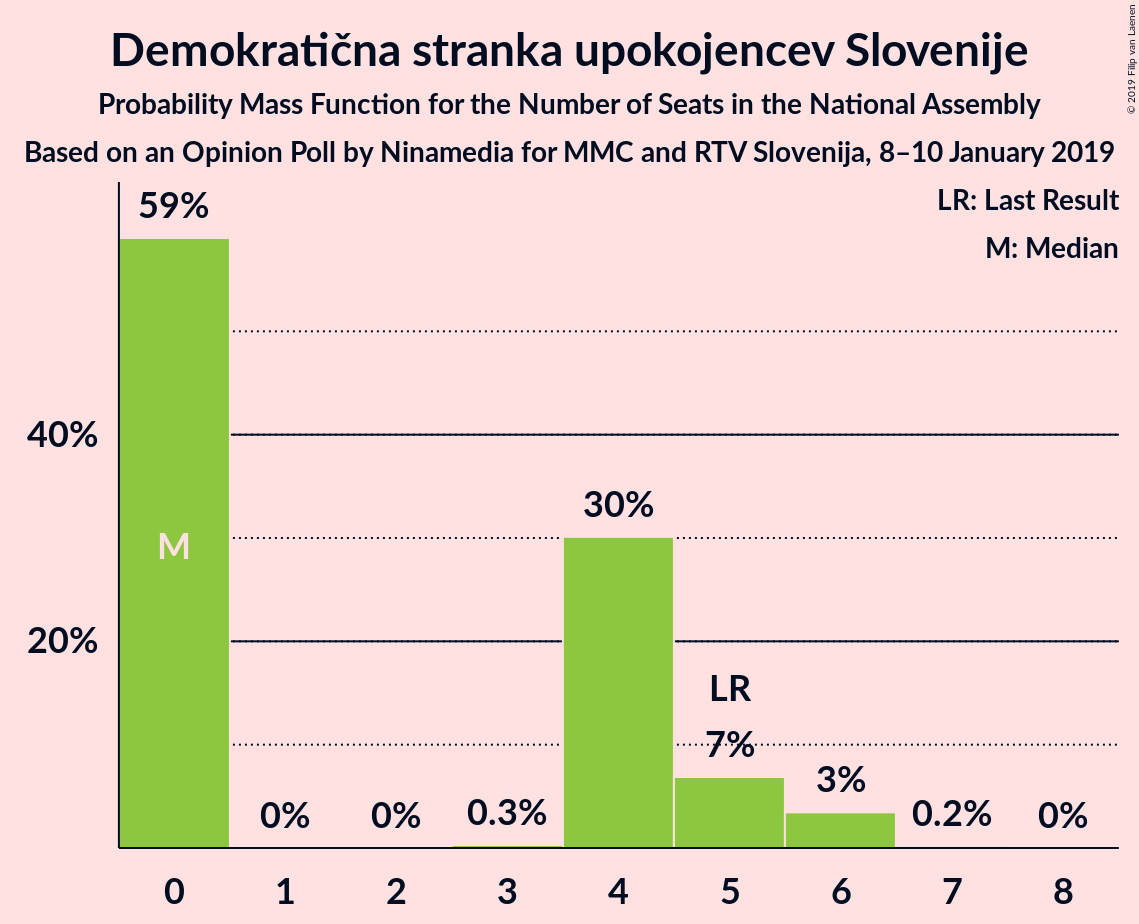 Demokratična stranka upokojencev Slovenije
Probability Mass Function for the Number of Seats in the National Assembly
Based on an Opinion Poll by Ninamedia for MMC and RTV Slovenija, 8–10 January 2019
© 2019 Filip van Laenen
LR: Last Result
M: Median
59%
40%
30%
M
20%
LR
7%
3%
0% 0% 0.3% 0.2% 0%
0 1 2 3 4 5 6 7 8